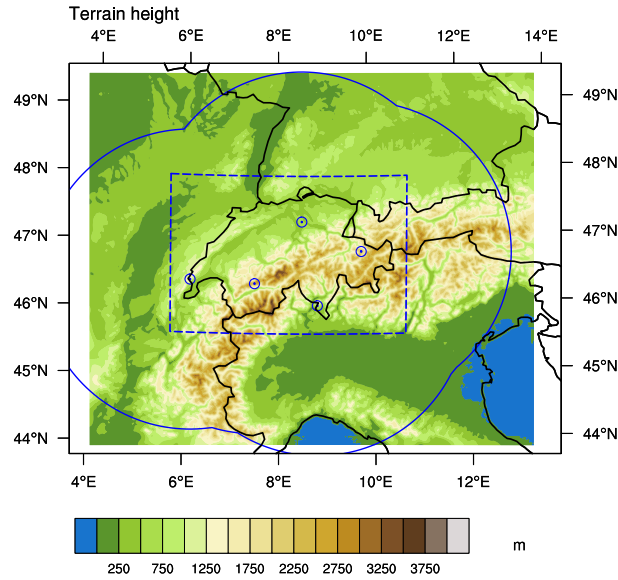 Terrain height
4°E 6°E 8°E 10°E 12°E 14°E
49°N 49°N
48°N 48°N
47°N 47°N
46°N 46°N
45°N 45°N
44°N 44°N
4°E 6°E 8°E 10°E 12°E
250 750 1250 1750 2250 2750 3250 3750 m